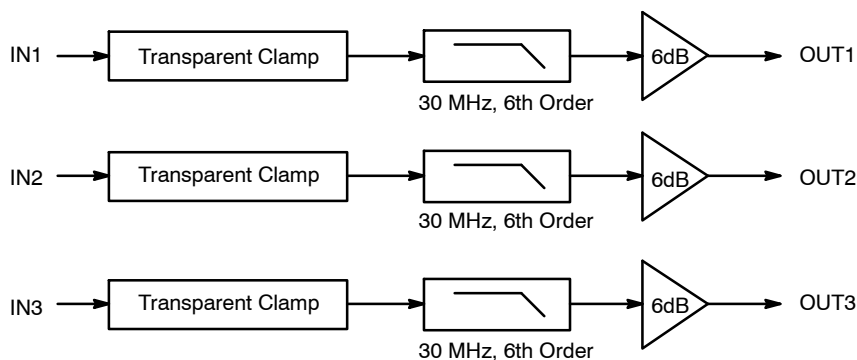 IN1 Transparent Clamp 6dB OUT1
30 MHz, 6th Order
IN2 Transparent Clamp 6dB OUT2
30 MHz, 6th Order
IN3 Transparent Clamp 6dB OUT3
30 MHz, 6th Order